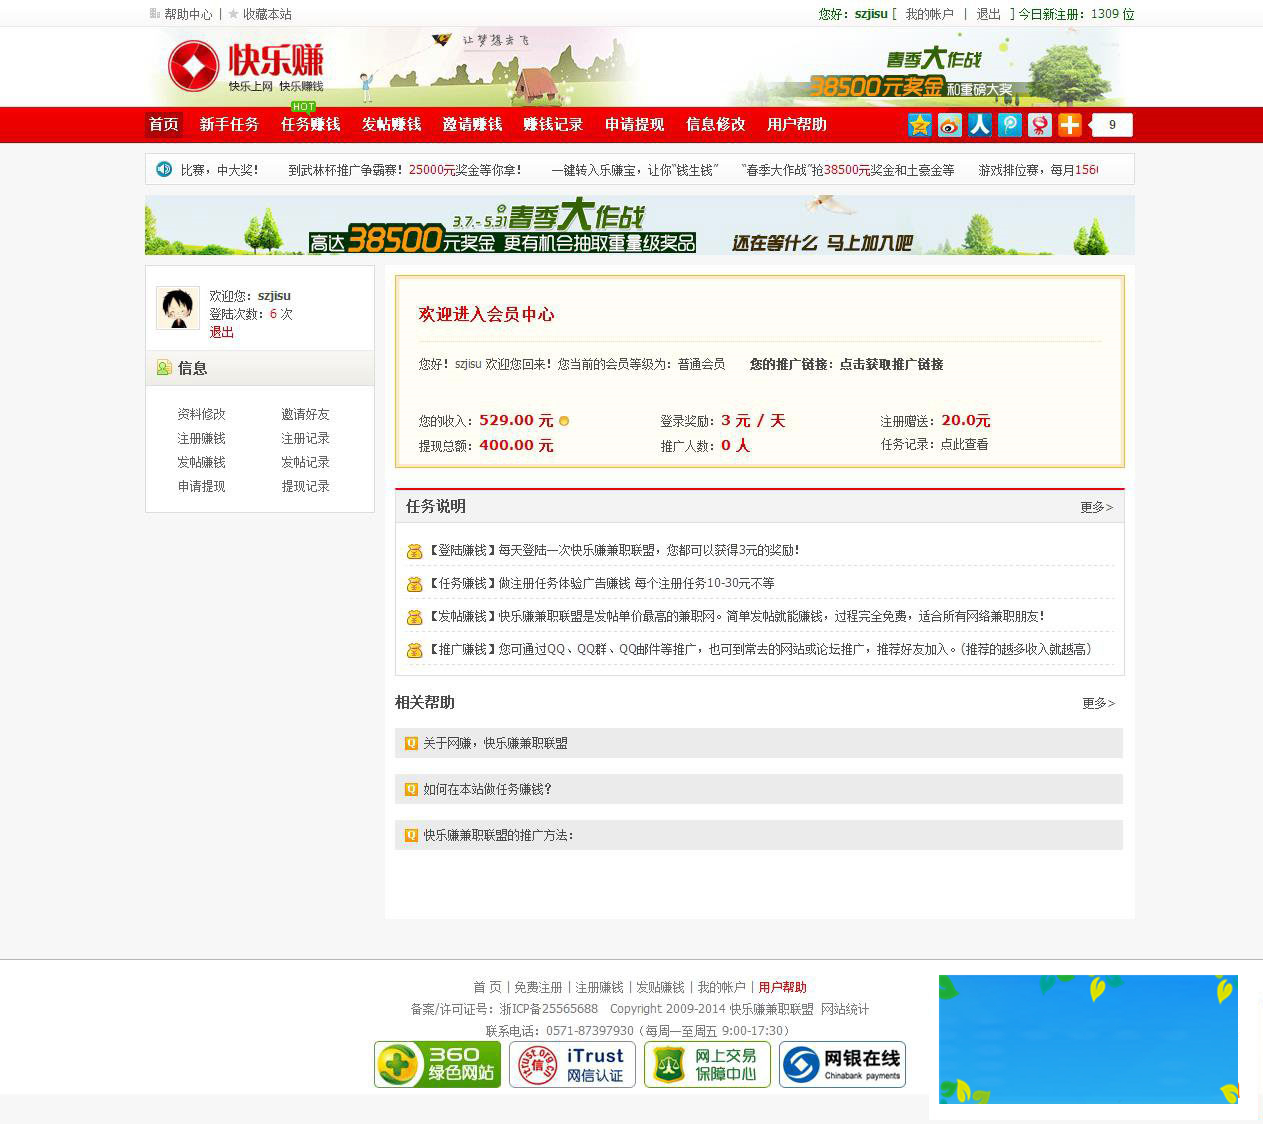 帮助中心 | 收藏本站
您好：szjisu [ 我的帐户 | 退出 ] 今日新注册：1309 位
快乐赚
快乐上网 快乐赚钱
让梦想去飞
春季大作战
38500元奖金和重磅大奖
HOT
首页 新手任务 任务赚钱 发帖赚钱 邀请赚钱 赚钱记录 申请提现 信息修改 用户帮助
9
比赛，中大奖！ 到武林杯推广争霸赛！25000元奖金等你拿！ 一键转入乐赚宝，让你“钱生钱” “春季大作战”抢38500元奖金和土豪金等 游戏排位赛，每月156
3.7.- 5.31春季大作战
高达38500元奖金 更有机会抽取重量级奖品 还在等什么 马上加入吧
欢迎您：szjisu
登陆次数：6 次
退出
信息
资料修改 邀请好友
注册赚钱 注册记录
发帖赚钱 发帖记录
申请提现 提现记录
欢迎进入会员中心
您好！szjisu 欢迎您回来！您当前的会员等级为：普通会员 您的推广链接：点击获取推广链接
您的收入：529.00 元 登录奖励：3 元 / 天 注册赠送：20.0元
提现总额：400.00 元 推广人数：0 人 任务记录：点此查看
任务说明 更多>
【登陆赚钱】每天登陆一次快乐赚兼职联盟，您都可以获得3元的奖励！
【任务赚钱】做注册任务体验广告赚钱 每个注册任务10-30元不等
【发帖赚钱】快乐赚兼职联盟是发帖单价最高的兼职网。简单发帖就能赚钱，过程完全免费，适合所有网络兼职朋友！
【推广赚钱】您可通过QQ、QQ群、QQ邮件等推广，也可到常去的网站或论坛推广，推荐好友加入。（推荐的越多收入就越高）
相关帮助 更多>
Q 关于网赚，快乐赚兼职联盟
Q 如何在本站做任务赚钱？
Q 快乐赚兼职联盟的推广方法：
首 页 | 免费注册 | 注册赚钱 | 发贴赚钱 | 我的帐户 | 用户帮助
备案/许可证号：浙ICP备25565688 Copyright 2009-2014 快乐赚兼职联盟 网站统计
联系电话：0571-87397930（每周一至周五 9:00-17:30）
360 绿色网站
itrust.org.cn 信 iTrust 网信认证
网上交易 保障中心
网银在线 Chinabank payments